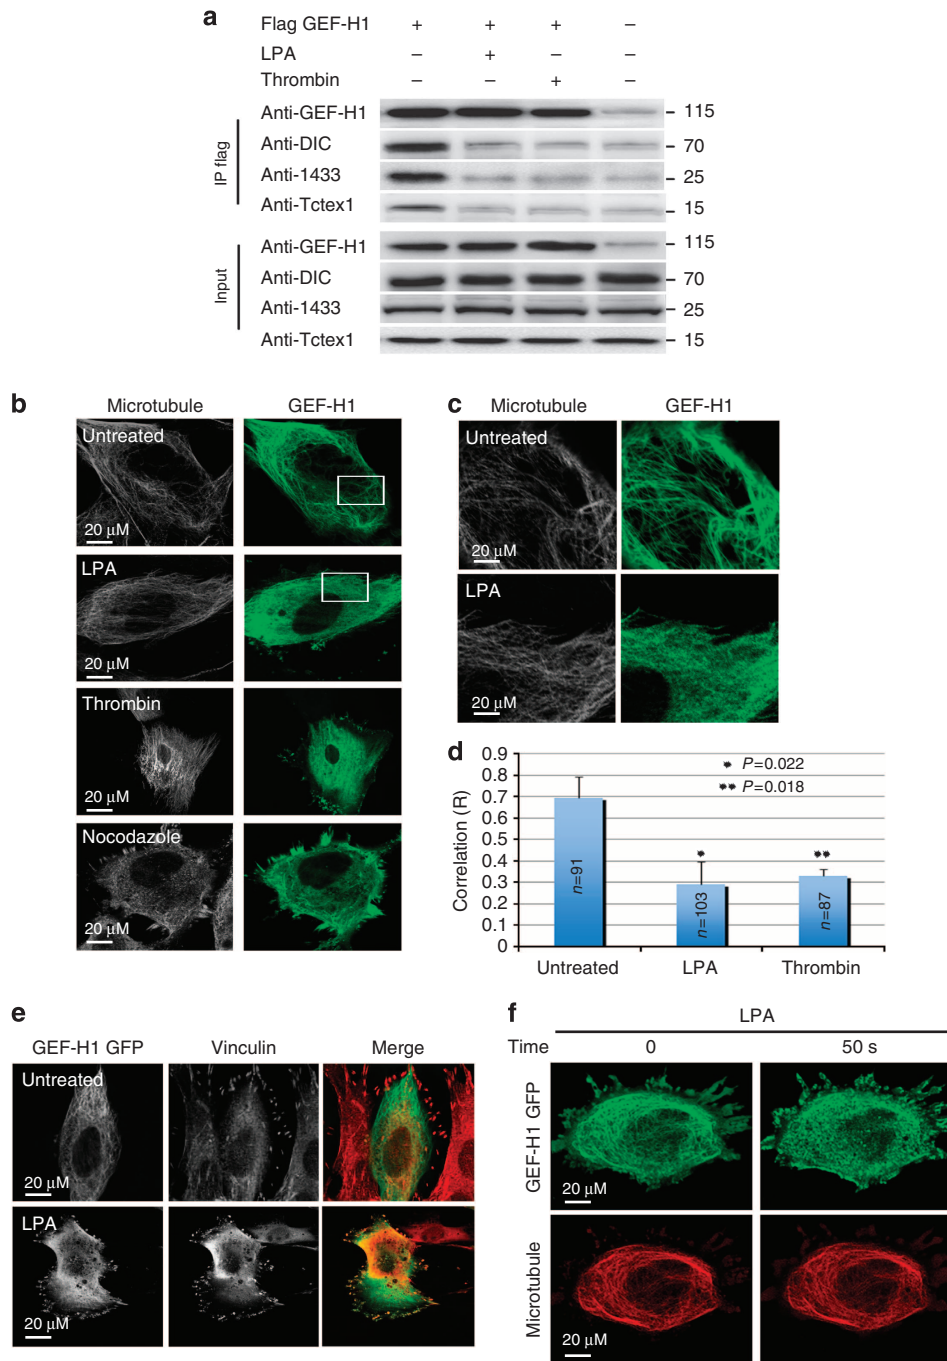 a
Flag GEF-H1 + + + –
LPA – + – –
Thrombin – – + –
IP flag
Anti-GEF-H1 115
Anti-DIC 70
Anti-1433 25
Anti-Tctex1 15
Input
Anti-GEF-H1 115
Anti-DIC 70
Anti-1433 25
Anti-Tctex1 15
b
Microtubule GEF-H1
Untreated
20 μM
LPA
20 μM
Thrombin
20 μM
Nocodazole
20 μM
c
Microtubule GEF-H1
Untreated
20 μM
LPA
20 μM
d
Correlation (R)
0.9
0.8
0.7
0.6
0.5
0.4
0.3
0.2
0.1
0
* P=0.022
** P=0.018
* **
n=91 n=103 n=87
Untreated LPA Thrombin
e
GEF-H1 GFP Vinculin Merge
Untreated
20 μM
LPA
20 μM
f
LPA
Time 0 50 s
GEF-H1 GFP
20 μM
Microtubule
20 μM